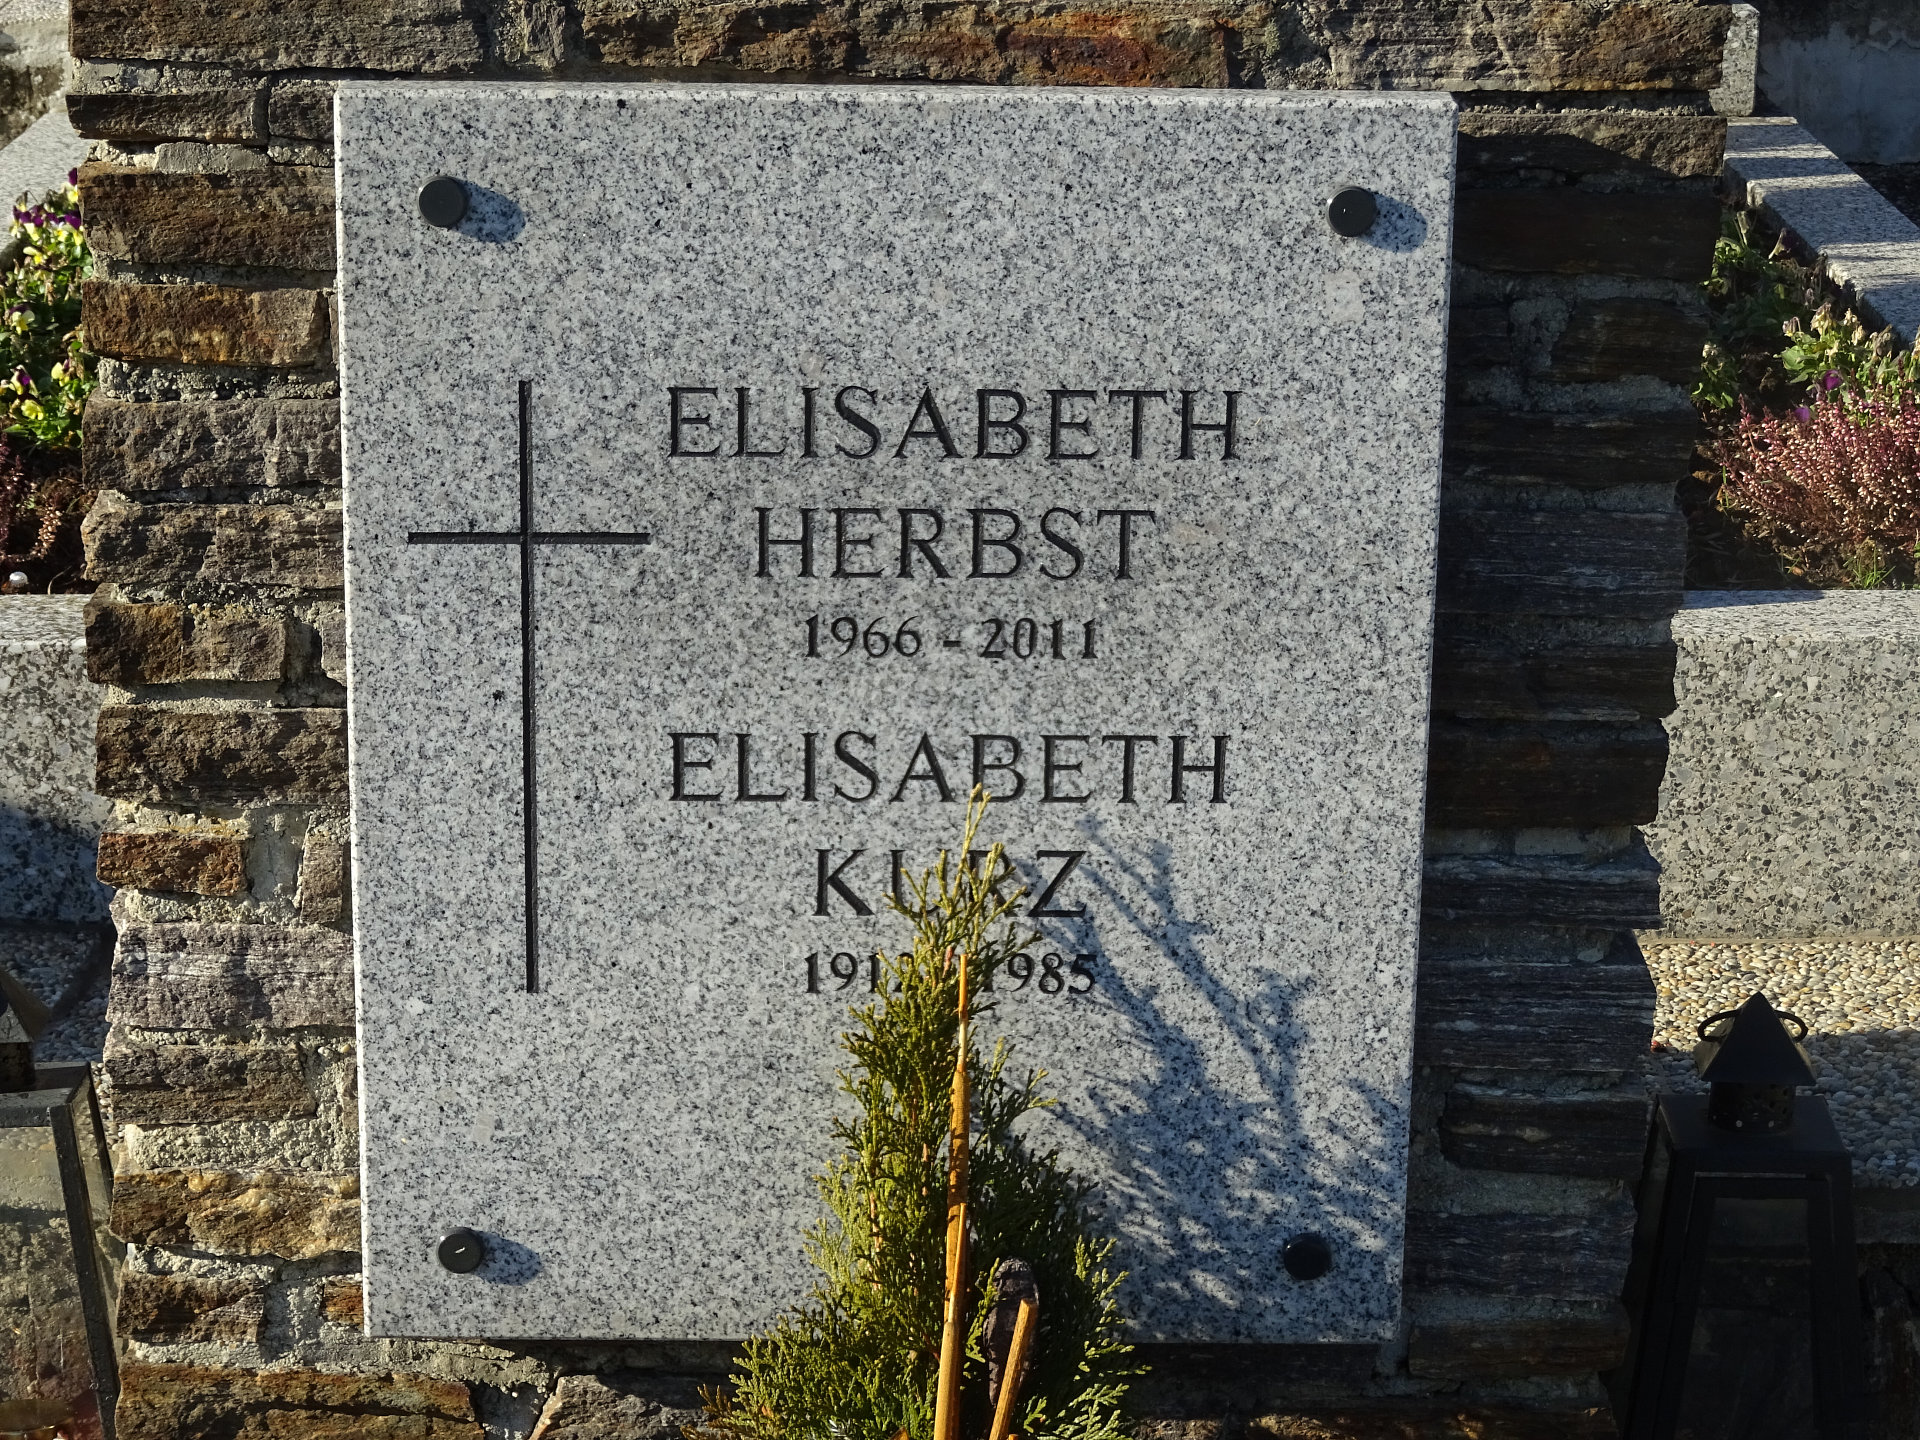 ELISABETH
HERBST
1966 - 2011
ELISABETH
KURZ
1985